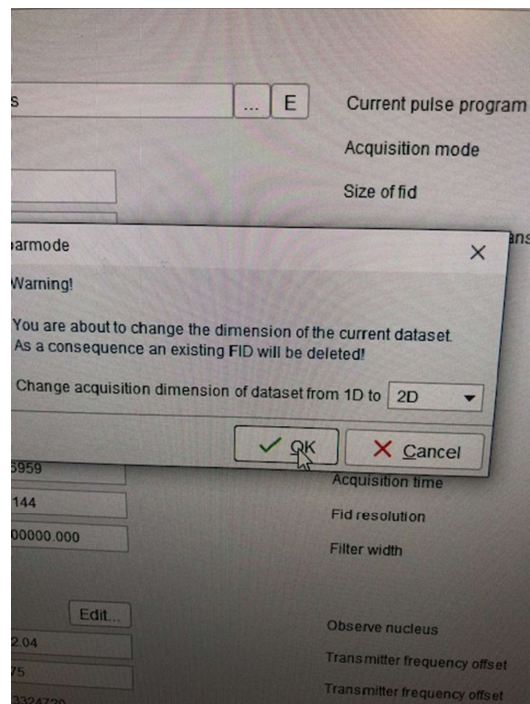 s ... E Current pulse program
Acquisition mode
Size of fid
ans
parmode
Warning!
You are about to change the dimension of the current dataset.
As a consequence an existing FID will be deleted!
Change acquisition dimension of dataset from 1D to 2D
OK Cancel
6959 Acquisition time
144 Fid resolution
00000.000 Filter width
Edit... Observe nucleus
2.04 Transmitter frequency offset
75 Transmitter frequency offset